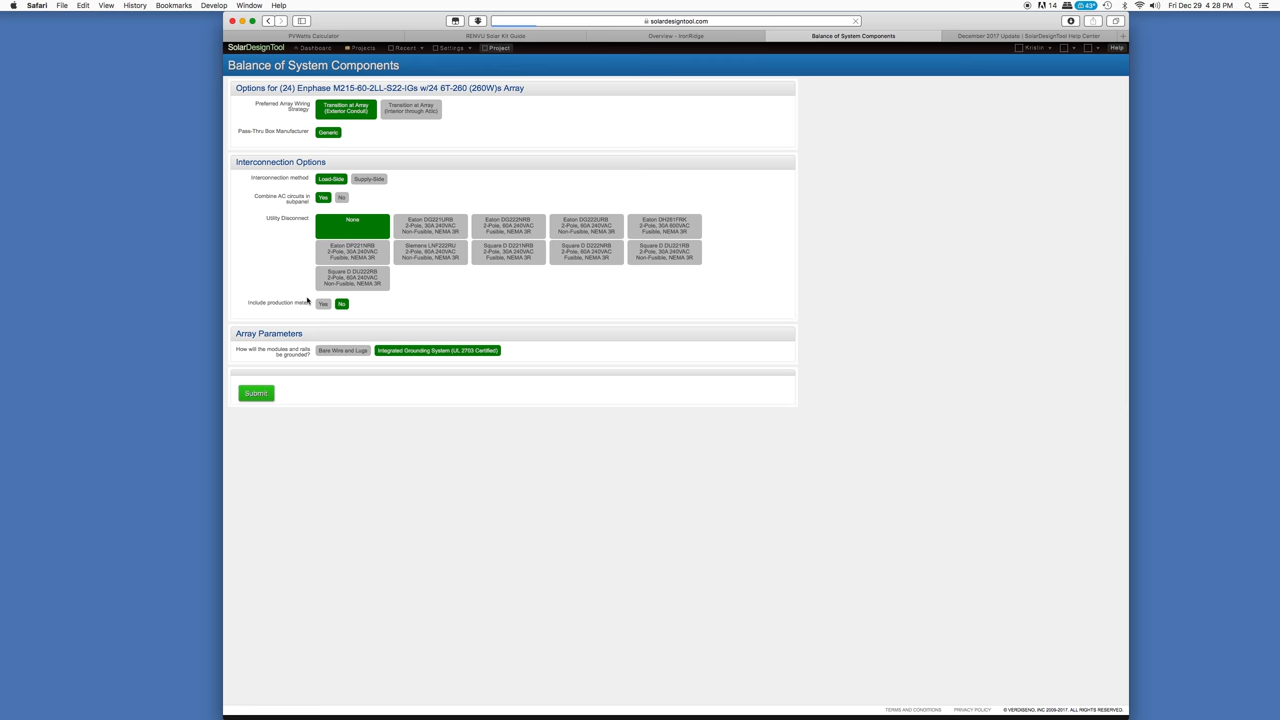 Safari File Edit View History Bookmarks Develop Window Help 14 43° Fri Dec 29 4:28 PM
solardesigntool.com
PVWatts Calculator RENVU Solar Kit Guide Overview - IronRidge Balance of System Components December 2017 Update | SolarDesignTool Help Center
SolarDesignTool Dashboard Projects Recent Settings Project Kristin Help
Balance of System Components
Options for (24) Enphase M215-60-2LL-S22-IGs w/24 6T-260 (260W)s Array
Preferred Array Wiring
Strategy
Transition at Array
(Exterior Conduit)
Transition at Array
(Interior through Attic)
Pass-Thru Box Manufacturer Generic
Interconnection Options
Interconnection method Load-Side Supply-Side
Combine AC circuits in
subpanel
Yes No
Utility Disconnect
None
Eaton DG221URB
2-Pole, 30A 240VAC
Non-Fusible, NEMA 3R
Eaton DG222NRB
2-Pole, 60A 240VAC
Fusible, NEMA 3R
Eaton DG222URB
2-Pole, 60A 240VAC
Non-Fusible, NEMA 3R
Eaton DH261FRK
2-Pole, 30A 600VAC
Fusible, NEMA 3R
Eaton DP221NRB
2-Pole, 30A 240VAC
Fusible, NEMA 3R
Siemens LNF222RU
2-Pole, 60A 240VAC
Non-Fusible, NEMA 3R
Square D D221NRB
2-Pole, 30A 240VAC
Fusible, NEMA 3R
Square D D222NRB
2-Pole, 60A 240VAC
Fusible, NEMA 3R
Square D DU221RB
2-Pole, 30A 240VAC
Non-Fusible, NEMA 3R
Square D DU222RB
2-Pole, 60A 240VAC
Non-Fusible, NEMA 3R
Include production meter Yes No
Array Parameters
How will the modules and rails
be grounded?
Bare Wire and Lugs Integrated Grounding System (UL 2703 Certified)
Submit
TERMS AND CONDITIONS PRIVACY POLICY © VERDISENO, INC 2009-2017. ALL RIGHTS RESERVED.